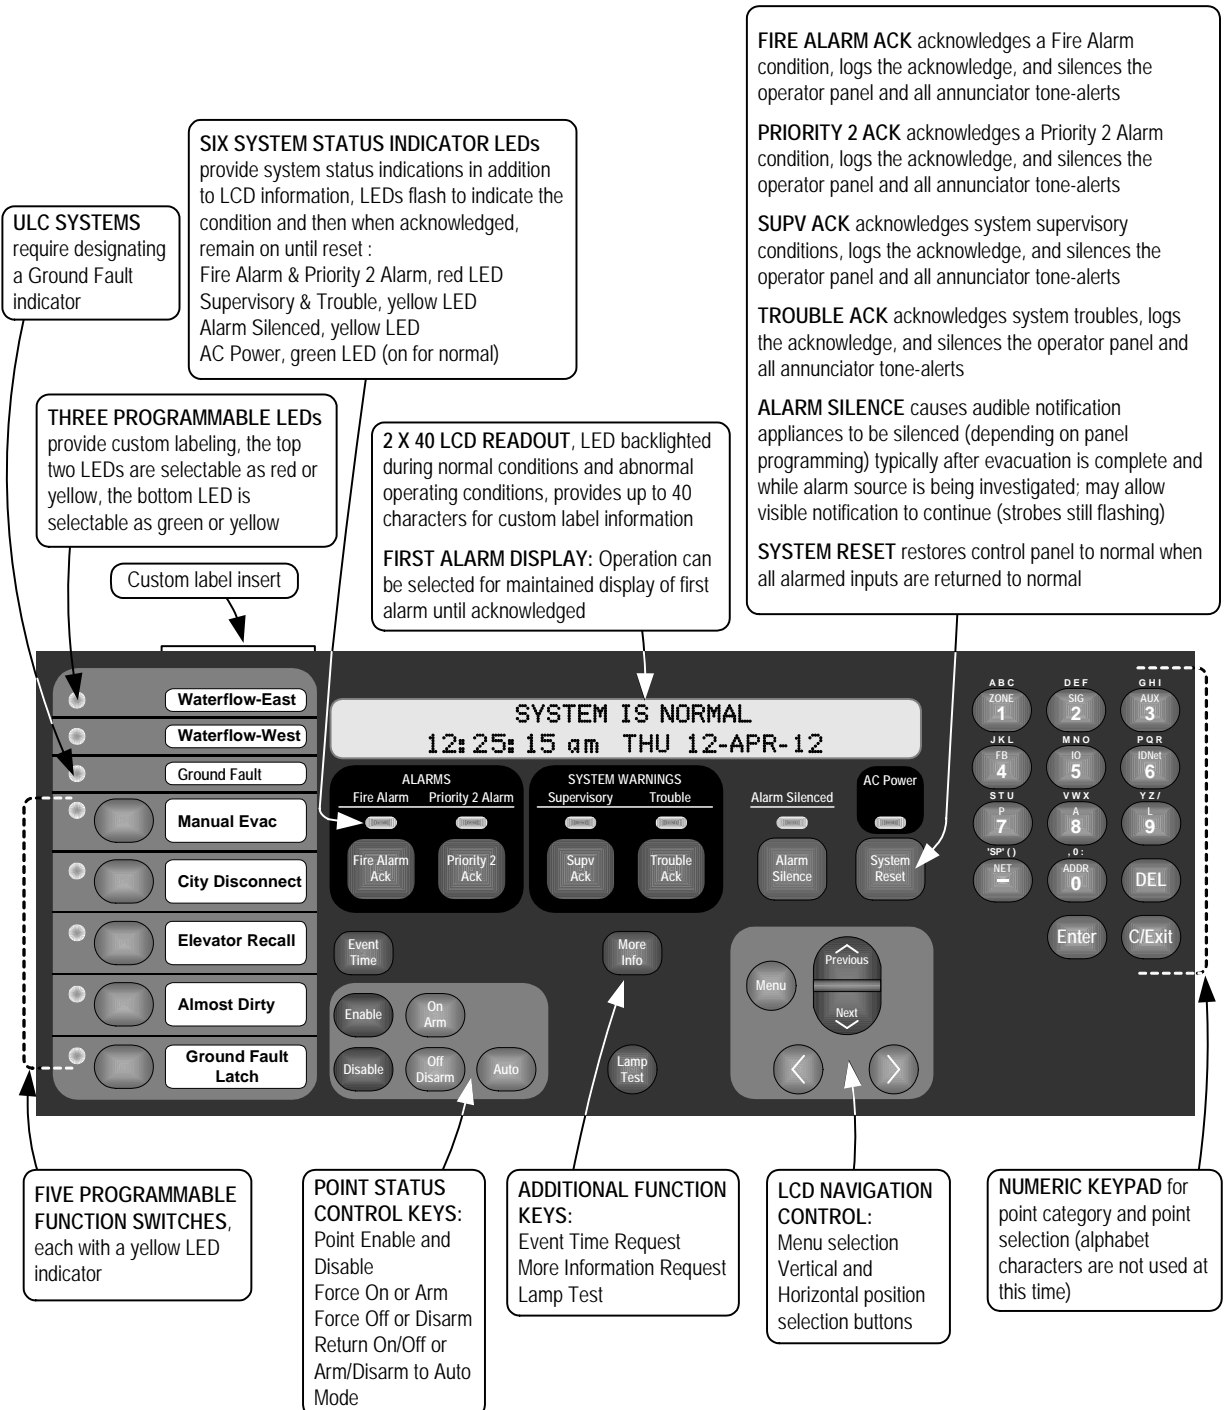 FIRE ALARM ACK acknowledges a Fire Alarm
condition, logs the acknowledge, and silences the
operator panel and all annunciator tone-alerts
PRIORITY 2 ACK acknowledges a Priority 2 Alarm
condition, logs the acknowledge, and silences the
operator panel and all annunciator tone-alerts
SUPV ACK acknowledges system supervisory
conditions, logs the acknowledge, and silences the
operator panel and all annunciator tone-alerts
TROUBLE ACK acknowledges system troubles, logs
the acknowledge, and silences the operator panel and
all annunciator tone-alerts
ALARM SILENCE causes audible notification
appliances to be silenced (depending on panel
programming) typically after evacuation is complete and
while alarm source is being investigated; may allow
visible notification to continue (strobes still flashing)
SYSTEM RESET restores control panel to normal when
all alarmed inputs are returned to normal
SIX SYSTEM STATUS INDICATOR LEDs
provide system status indications in addition
to LCD information, LEDs flash to indicate the
condition and then when acknowledged,
remain on until reset :
Fire Alarm & Priority 2 Alarm, red LED
Supervisory & Trouble, yellow LED
Alarm Silenced, yellow LED
AC Power, green LED (on for normal)
ULC SYSTEMS
require designating
a Ground Fault
indicator
THREE PROGRAMMABLE LEDs
provide custom labeling, the top
two LEDs are selectable as red or
yellow, the bottom LED is
selectable as green or yellow
2 X 40 LCD READOUT, LED backlighted
during normal conditions and abnormal
operating conditions, provides up to 40
characters for custom label information
FIRST ALARM DISPLAY: Operation can
be selected for maintained display of first
alarm until acknowledged
Custom label insert
Waterflow-East
Waterflow-West
Ground Fault
Manual Evac
City Disconnect
Elevator Recall
Almost Dirty
Ground Fault
Latch
SYSTEM IS NORMAL
12:25:15 am THU 12-APR-12
ALARMS
Fire Alarm
Priority 2 Alarm
SYSTEM WARNINGS
Supervisory
Trouble
Alarm Silenced
AC Power
Fire Alarm
Ack
Priority 2
Ack
Supv
Ack
Trouble
Ack
Alarm
Silence
System
Reset
Event
Time
More
Info
Enable
On
Arm
Disable
Off
Disarm
Auto
Lamp
Test
Menu
Previous
Next
A B C
ZONE
1
D E F
SIG
2
G H I
AUX
3
J K L
FB
4
M N O
IO
5
P Q R
IDNet
6
S T U
P
7
V W X
A
8
Y Z /
L
9
'SP' ( )
NET
–
, 0 :
ADDR
0
DEL
Enter
C/Exit
FIVE PROGRAMMABLE
FUNCTION SWITCHES,
each with a yellow LED
indicator
POINT STATUS
CONTROL KEYS:
Point Enable and
Disable
Force On or Arm
Force Off or Disarm
Return On/Off or
Arm/Disarm to Auto
Mode
ADDITIONAL FUNCTION
KEYS:
Event Time Request
More Information Request
Lamp Test
LCD NAVIGATION
CONTROL:
Menu selection
Vertical and
Horizontal position
selection buttons
NUMERIC KEYPAD for
point category and point
selection (alphabet
characters are not used at
this time)